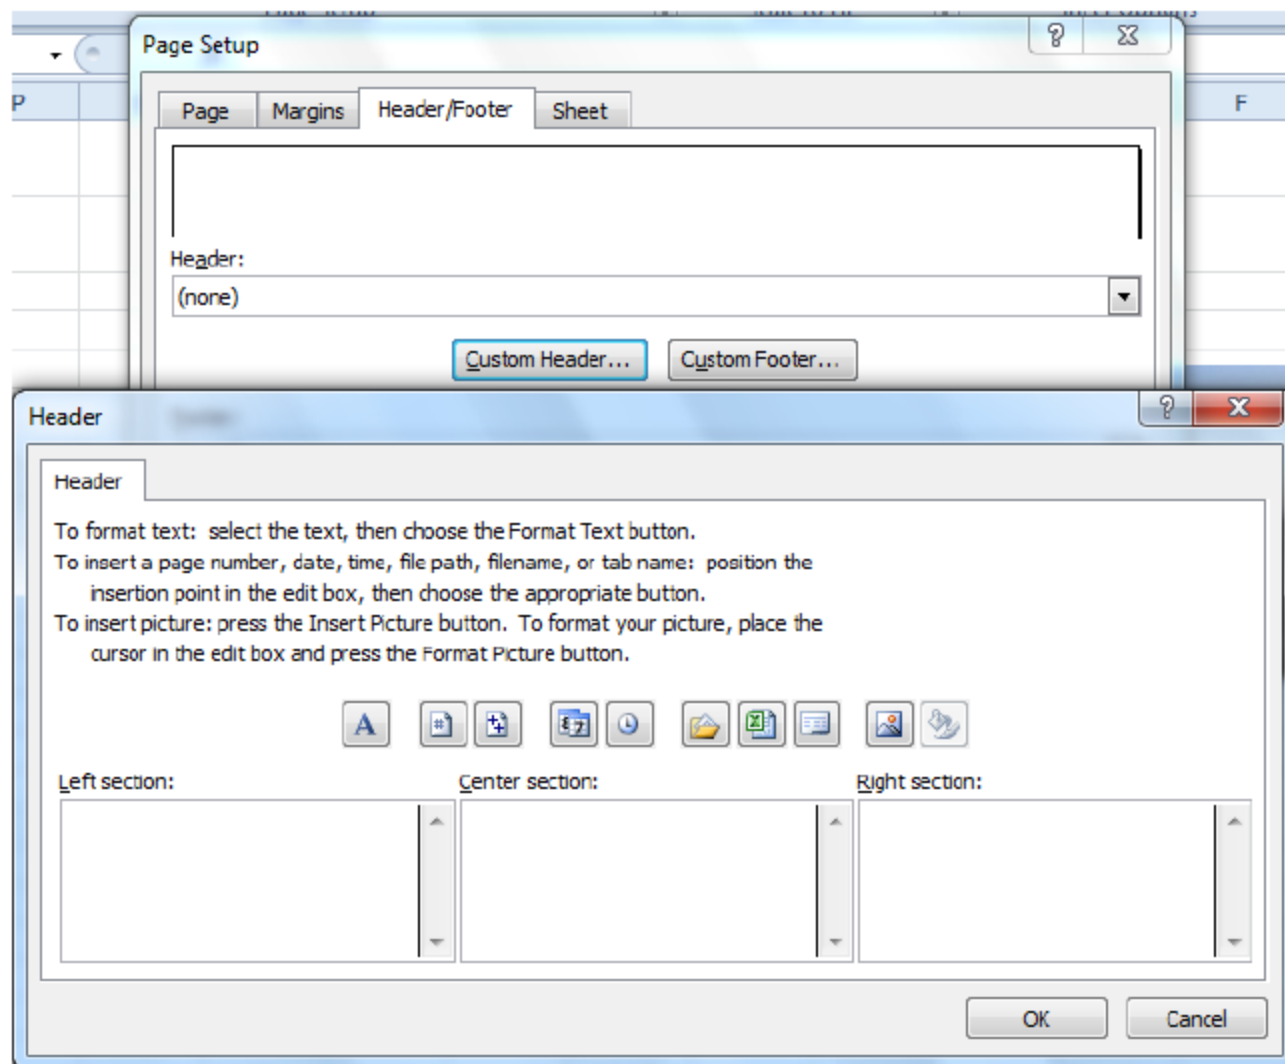 Page Setup
P
F
Page Margins Header/Footer Sheet
Header:
(none)
Custom Header... Custom Footer...
Header
Header
To format text: select the text, then choose the Format Text button.
To insert a page number, date, time, file path, filename, or tab name: position the
insertion point in the edit box, then choose the appropriate button.
To insert picture: press the Insert Picture button. To format your picture, place the
cursor in the edit box and press the Format Picture button.
A
Left section: Center section: Right section:
OK Cancel